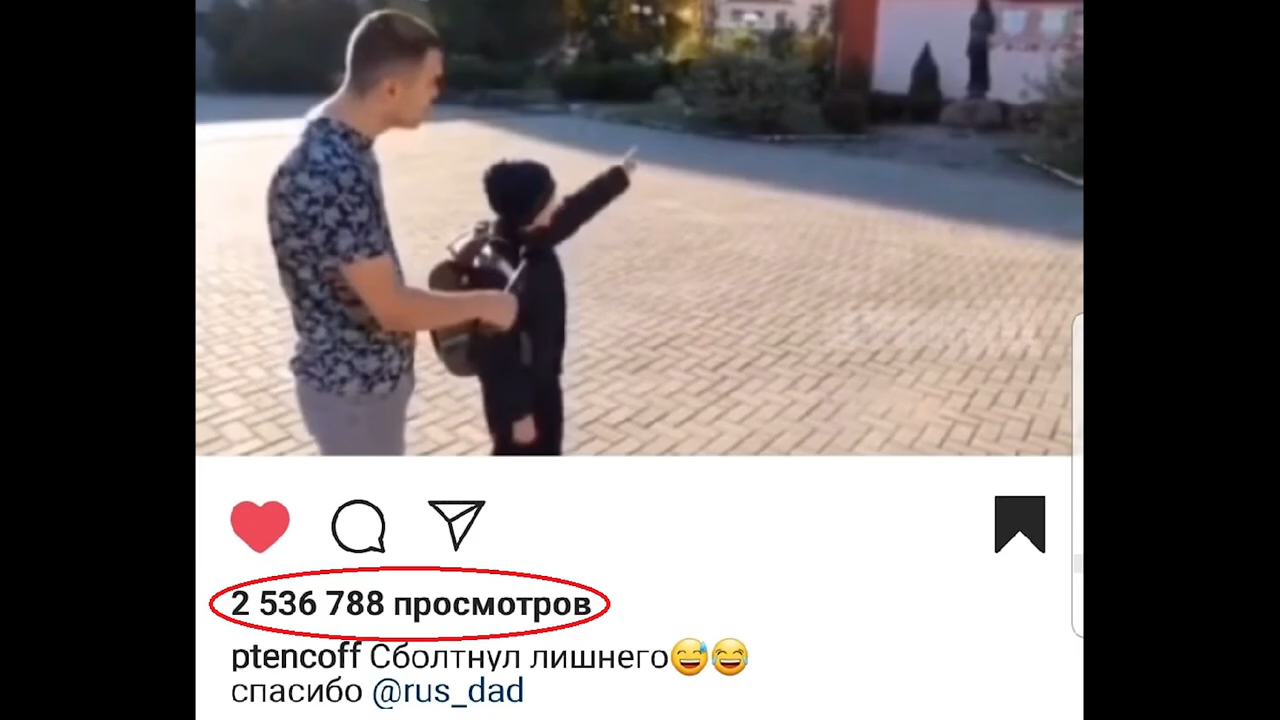 2 536 788 просмотров
ptencoff Сболтнул лишнего😅😂
спасибо @rus_dad